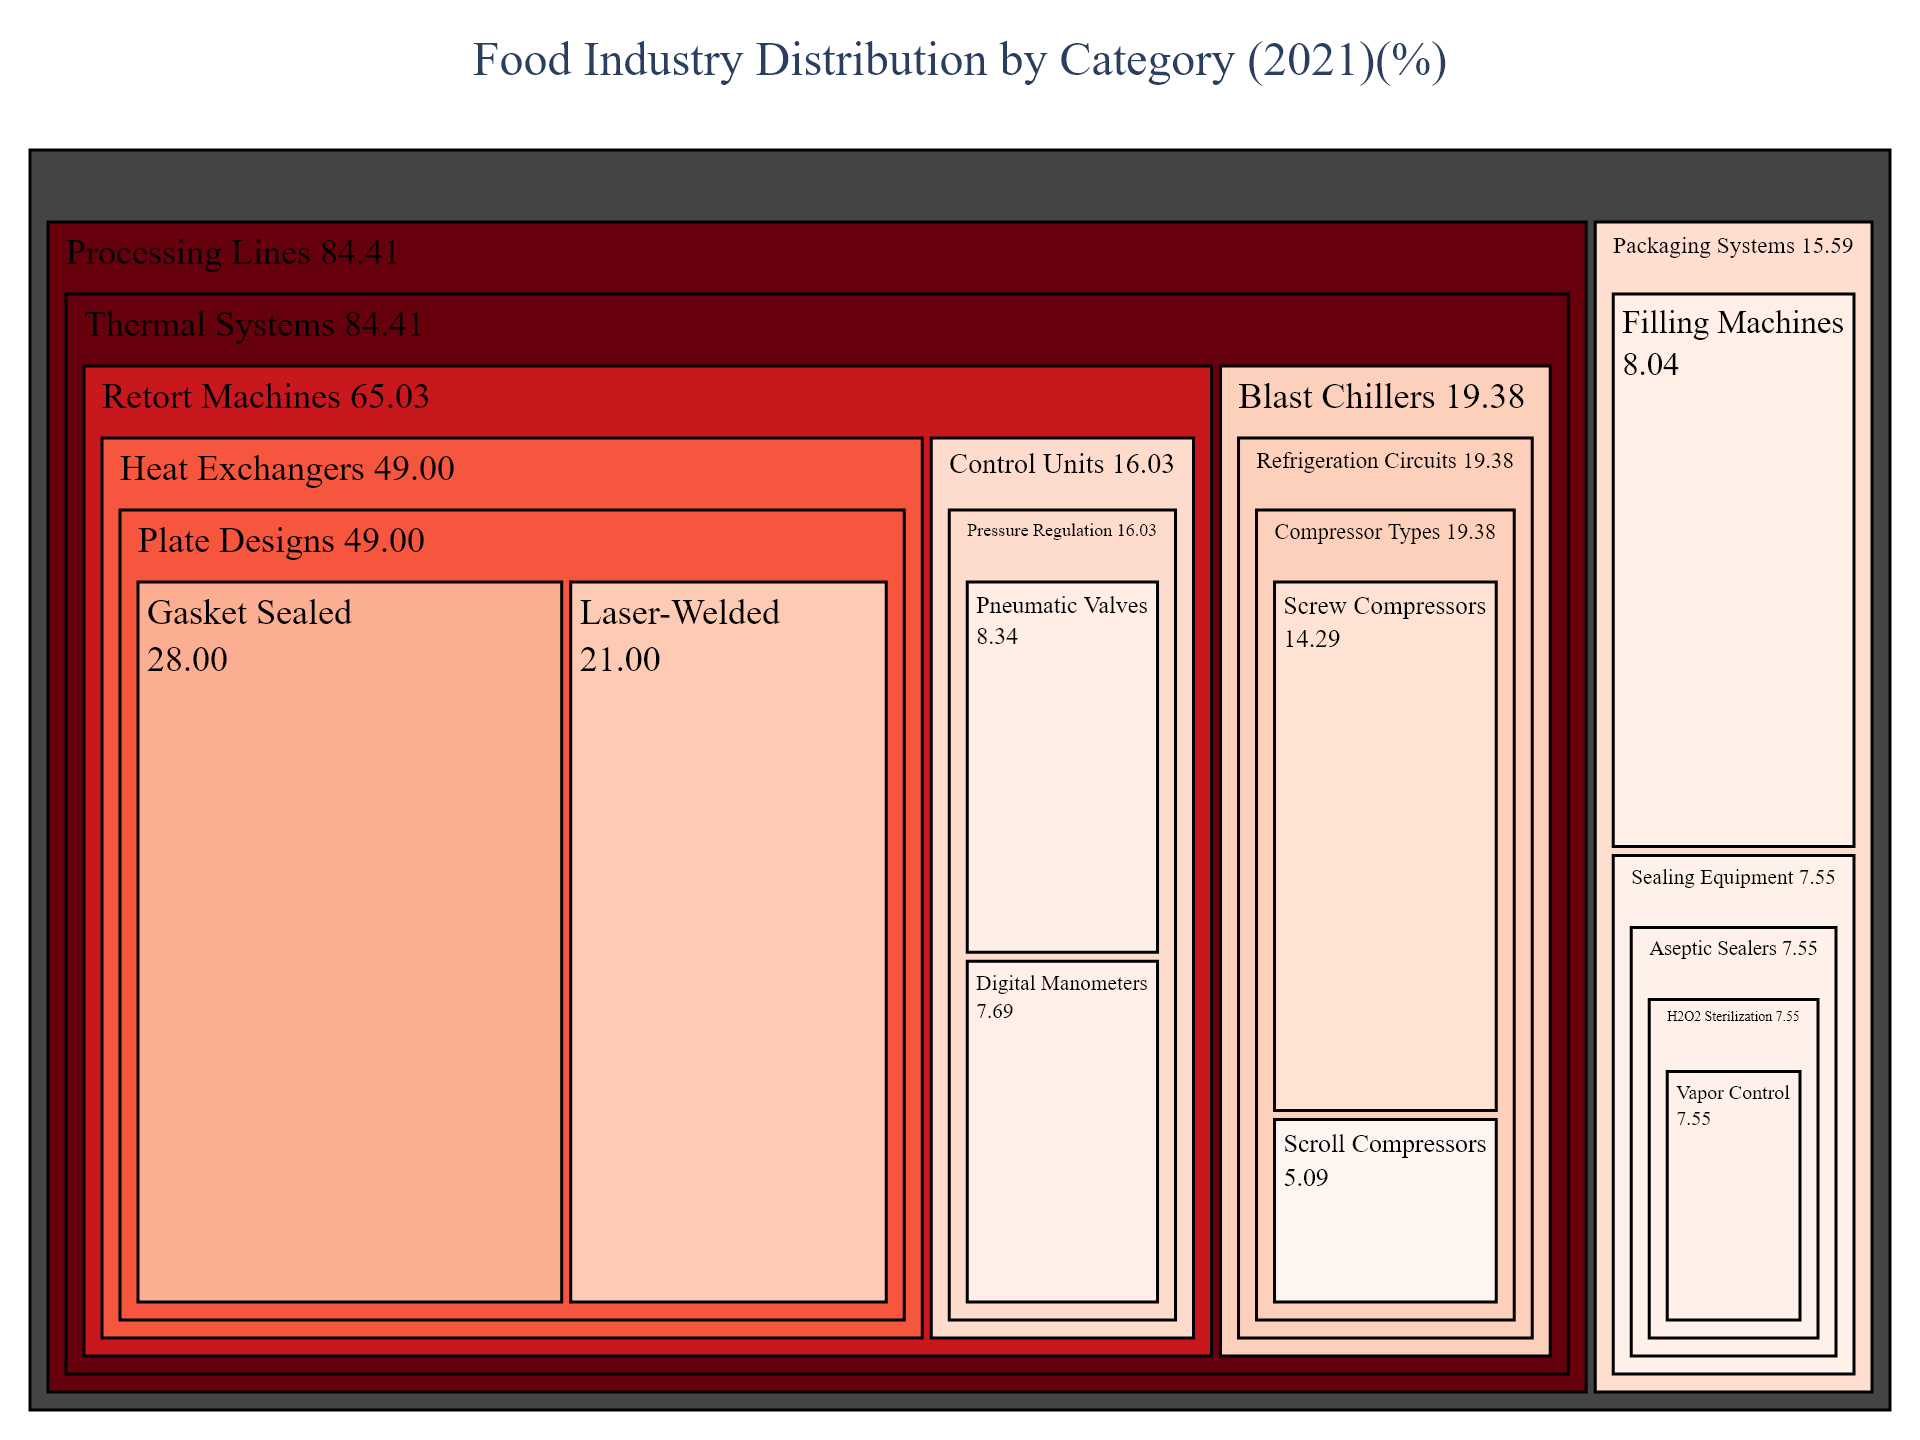 Food Industry Distribution by Category (2021)(%)
Processing Lines 84.41
Thermal Systems 84.41
Retort Machines 65.03
Heat Exchangers 49.00
Plate Designs 49.00
Gasket Sealed
28.00
Laser-Welded
21.00
Control Units 16.03
Pressure Regulation 16.03
Pneumatic Valves
8.34
Digital Manometers
7.69
Blast Chillers 19.38
Refrigeration Circuits 19.38
Compressor Types 19.38
Screw Compressors
14.29
Scroll Compressors
5.09
Packaging Systems 15.59
Filling Machines
8.04
Sealing Equipment 7.55
Aseptic Sealers 7.55
H2O2 Sterilization 7.55
Vapor Control
7.55